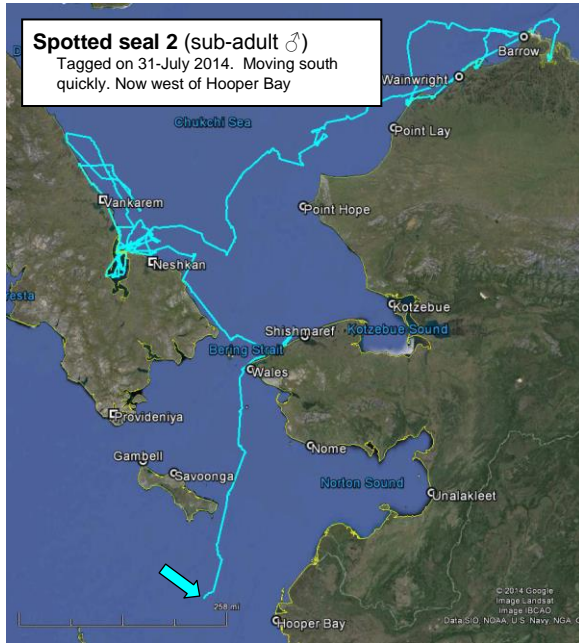 Spotted seal 2 (sub-adult ♂)
Tagged on 31-July 2014.  Moving south
quickly. Now west of Hooper Bay
Barrow
Wainwright
Chukchi Sea
Point Lay
Vankarem
Point Hope
Neshkan
resta
Kotzebue
Shishmaref
Kotzebue Sound
Bering Strait
Wales
Provideniya
Gambell
Nome
Savoonga
Norton Sound
Unalakleet
258 mi
© 2014 Google
Image Landsat
Image IBCAO
Hooper Bay
Data SIO, NOAA, U.S. Navy, NGA,